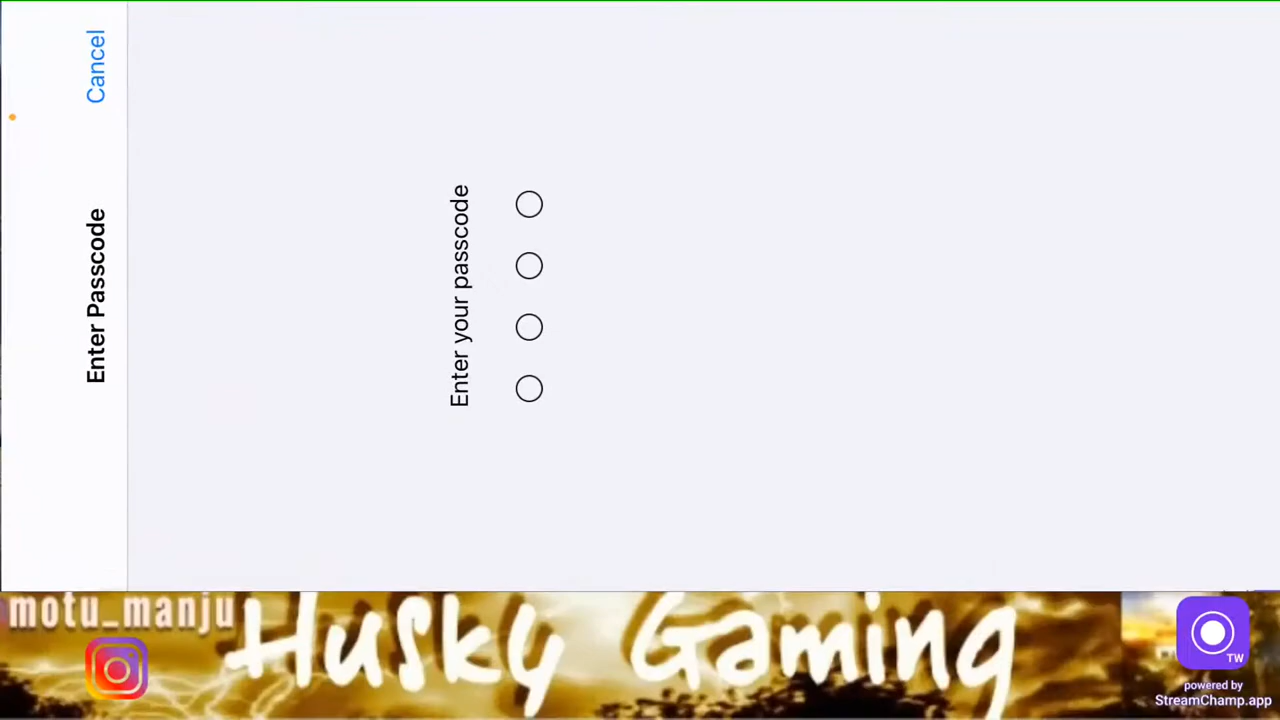 Cancel
Enter Passcode
Enter your passcode
motu_manju
Husky Gaming
TW
powered by
StreamChamp.app